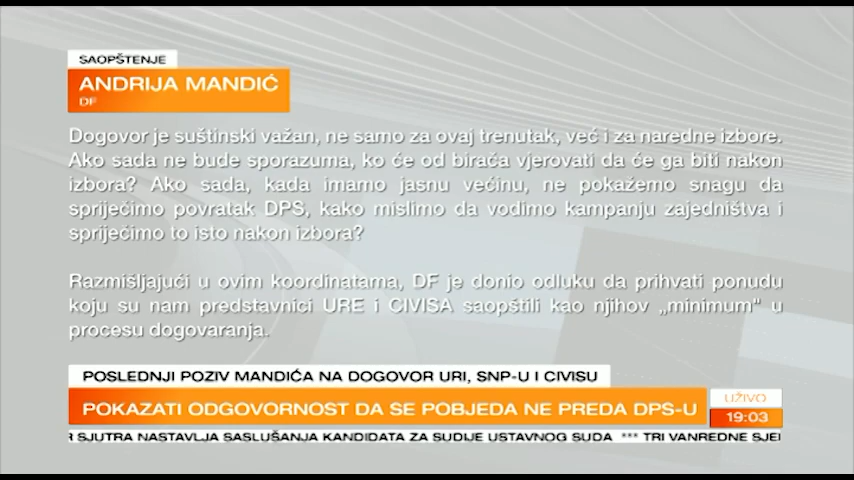 SAOPŠTENJE
ANDRIJA MANDIĆ
DF
Dogovor je suštinski važan, ne samo za ovaj trenutak, već i za naredne izbore.
Ako sada ne bude sporazuma, ko će od birača vjerovati da će ga biti nakon
izbora? Ako sada, kada imamo jasnu većinu, ne pokažemo snagu da
spriječimo povratak DPS, kako mislimo da vodimo kampanju zajedništva i
spriječimo to isto nakon izbora?
Razmišljajući u ovim koordinatama, DF je donio odluku da prihvati ponudu
koju su nam predstavnici URE i CIVISA saopštili kao njihov „minimum“ u
procesu dogovaranja.
POSLEDNJI POZIV MANDIĆA NA DOGOVOR URI, SNP-U I CIVISU
POKAZATI ODGOVORNOST DA SE POBJEDA NE PREDA DPS-U
UŽIVO
19:03
R SJUTRA NASTAVLJA SASLUŠANJA KANDIDATA ZA SUDIJE USTAVNOG SUDA *** TRI VANREDNE SJE